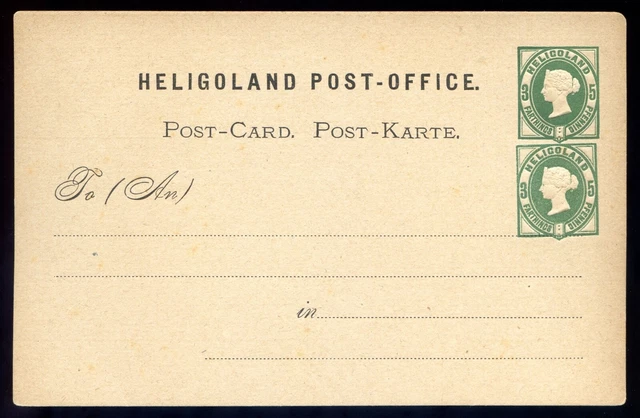 HELIGOLAND POST-OFFICE.
POST-CARD. POST-KARTE.
To (An)
in
HELIGOLAND
3 5
FARTHINGS PFENNIG
HELIGOLAND
3 5
FARTHINGS PFENNIG